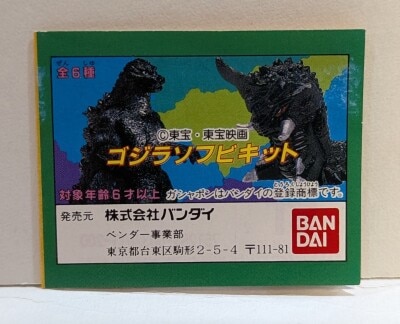 全6種
©東宝・東宝映画
ゴジラソフビキット
対象年齢6才以上 ガシャポンはバンダイの登録商標です。
発売元 株式会社バンダイ
ベンダー事業部
東京都台東区駒形2-5-4 〒111-81
BAN
DAI